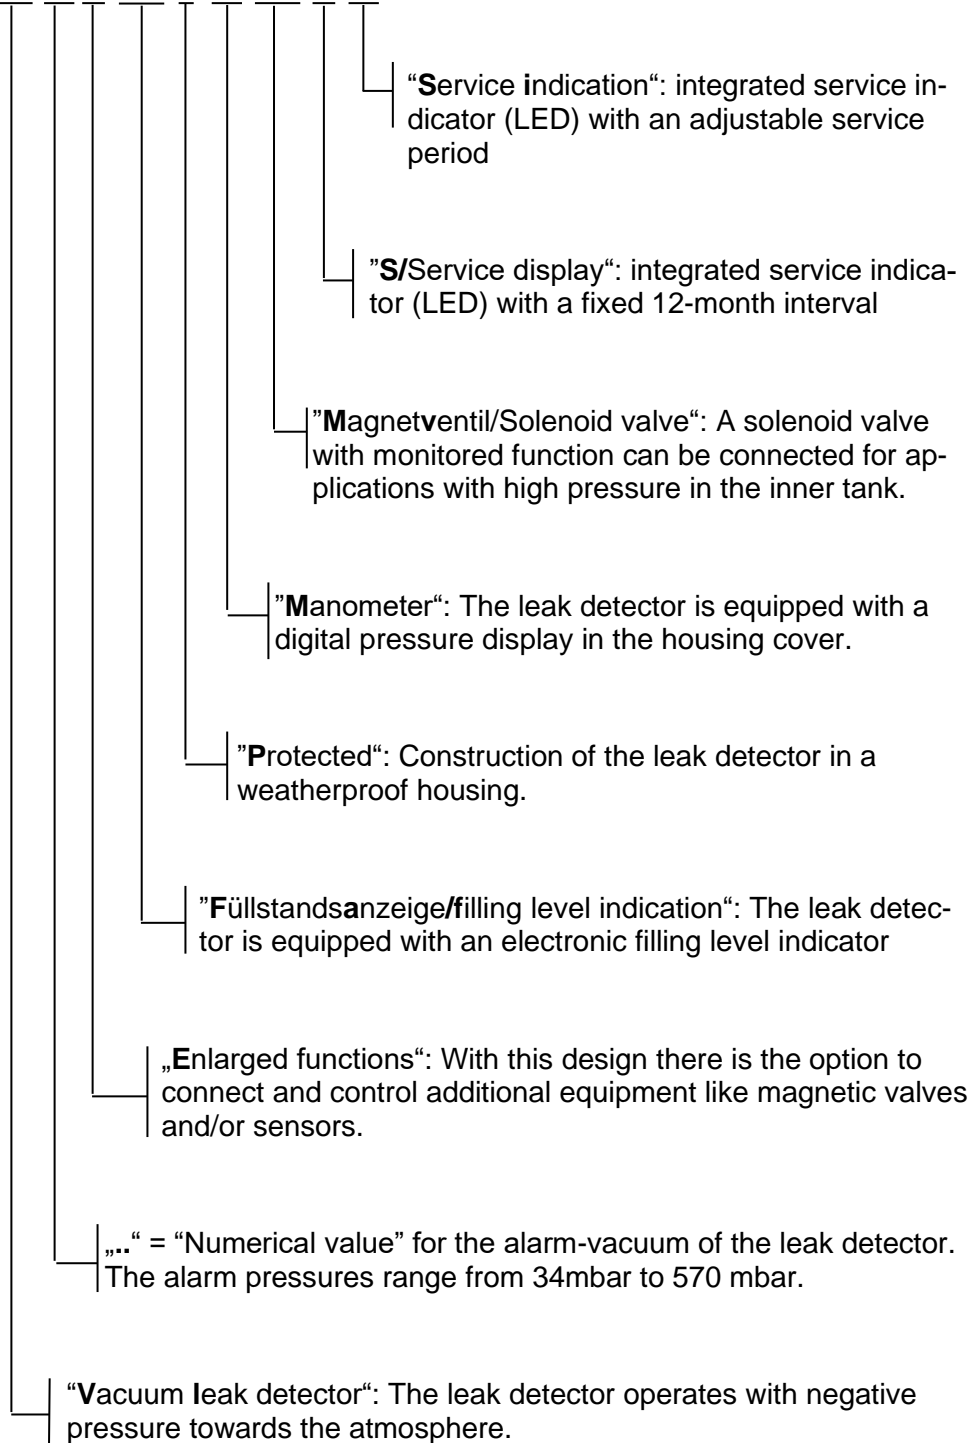 “Service indication“: integrated service in-
dicator (LED) with an adjustable service
period
”S/Service display“: integrated service indica-
tor (LED) with a fixed 12-month interval
”Magnetventil/Solenoid valve“: A solenoid valve
with monitored function can be connected for ap-
plications with high pressure in the inner tank.
”Manometer“: The leak detector is equipped with a
digital pressure display in the housing cover.
”Protected“: Construction of the leak detector in a
weatherproof housing.
”Füllstandsanzeige/filling level indication“: The leak detec-
tor is equipped with an electronic filling level indicator
„Enlarged functions“: With this design there is the option to
connect and control additional equipment like magnetic valves
and/or sensors.
„..“ = “Numerical value” for the alarm-vacuum of the leak detector.
The alarm pressures range from 34mbar to 570 mbar.
“Vacuum leak detector“: The leak detector operates with negative
pressure towards the atmosphere.